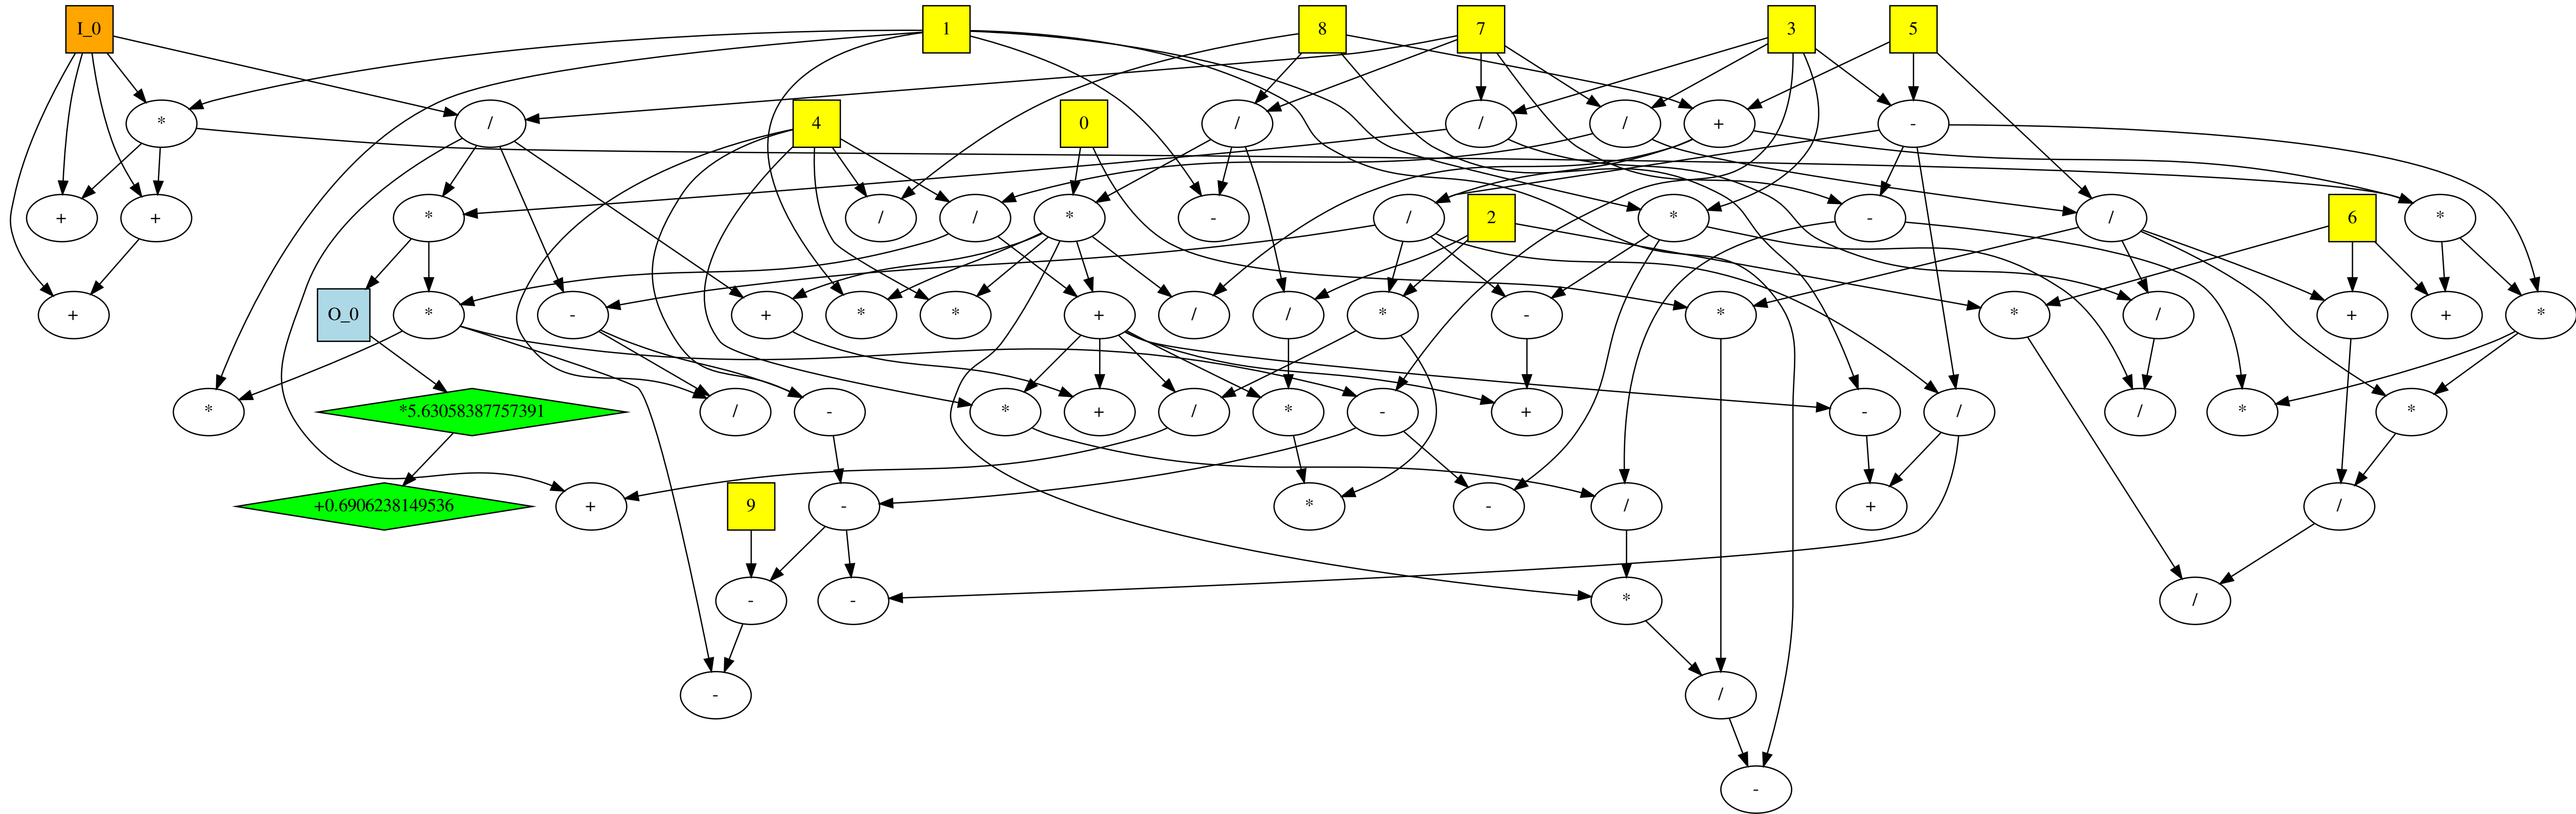 I_0 1 8 7 3 5
* / 4 0 / / / + -
+ + * / / * - / 2 * - / 6 *
+ O_0 * - + * * + / / * - * * / + + *
* *5.63058387757391 / - * + / * - + - / / * *
+0.6906238149536 + 9 - * - / + /
- - * /
- /
-